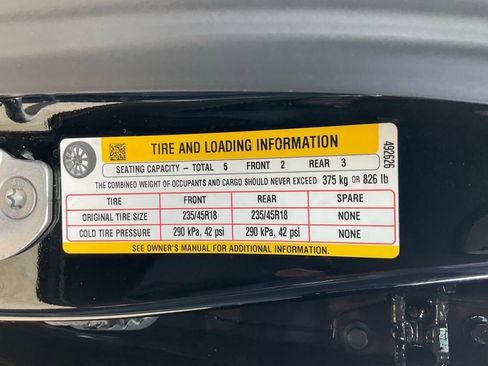 TIRE AND LOADING INFORMATION
492626
SEATING CAPACITY – TOTAL 5 FRONT 2 REAR 3
THE COMBINED WEIGHT OF OCCUPANTS AND CARGO SHOULD NEVER EXCEED 375 kg OR 826 lb
TIRE FRONT REAR SPARE
ORIGINAL TIRE SIZE 235/45R18 235/45R18 NONE
COLD TIRE PRESSURE 290 kPa, 42 psi 290 kPa, 42 psi NONE
SEE OWNER'S MANUAL FOR ADDITIONAL INFORMATION.